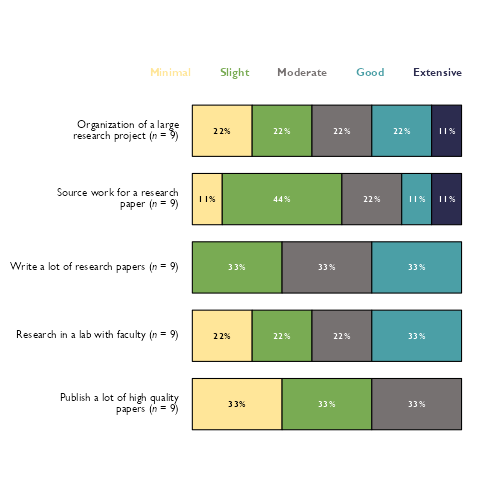 Minimal Slight Moderate Good Extensive
Organization of a large
research project (n = 9)
22% 22% 22% 22% 11%
Source work for a research
paper (n = 9)
11% 44% 22% 11% 11%
Write a lot of research papers (n = 9)
33% 33% 33%
Research in a lab with faculty (n = 9)
22% 22% 22% 33%
Publish a lot of high quality
papers (n = 9)
33% 33% 33%